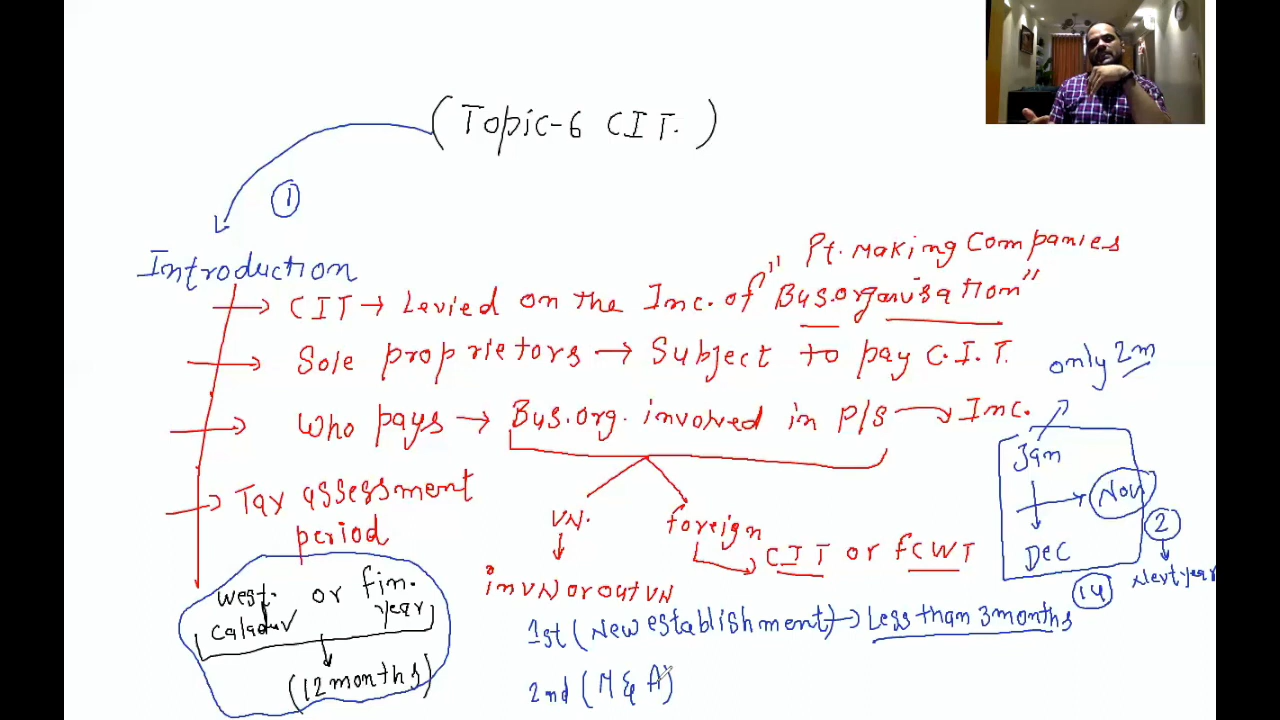 (Topic-6 CIT.)
①
Introduction
Pt. Making Companies
→ CIT → Levied on the Inc. of "Bus.organisation"
→ Sole proprietors → Subject to pay C.I.T.
only 2m
→ Who pays → Bus.org. involved in P/S → Inc.
Jan
→ Nov
Dec
②
Next year
⑭
→ Tax assessment
period
VN.
foreign
CIT or FCWT
in VN or out VN
West.
Calader
or
fin.
year
(12 months)
1st (New establishment) → Less than 3 months
2nd (M & A)